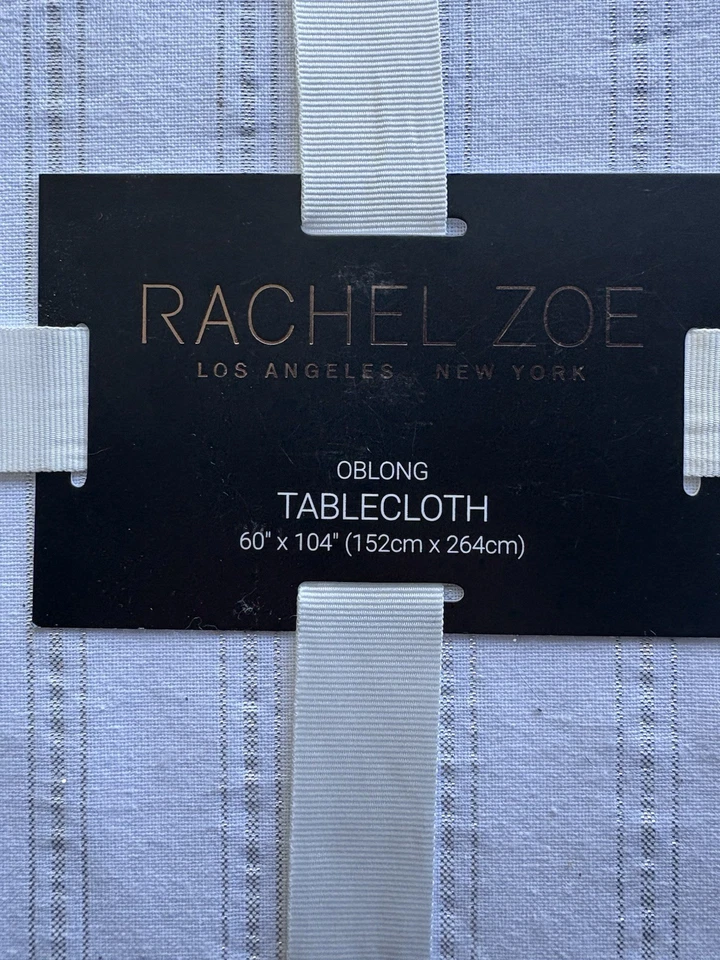 RACHEL ZOE
LOS ANGELES NEW YORK
OBLONG
TABLECLOTH
60" x 104" (152cm x 264cm)